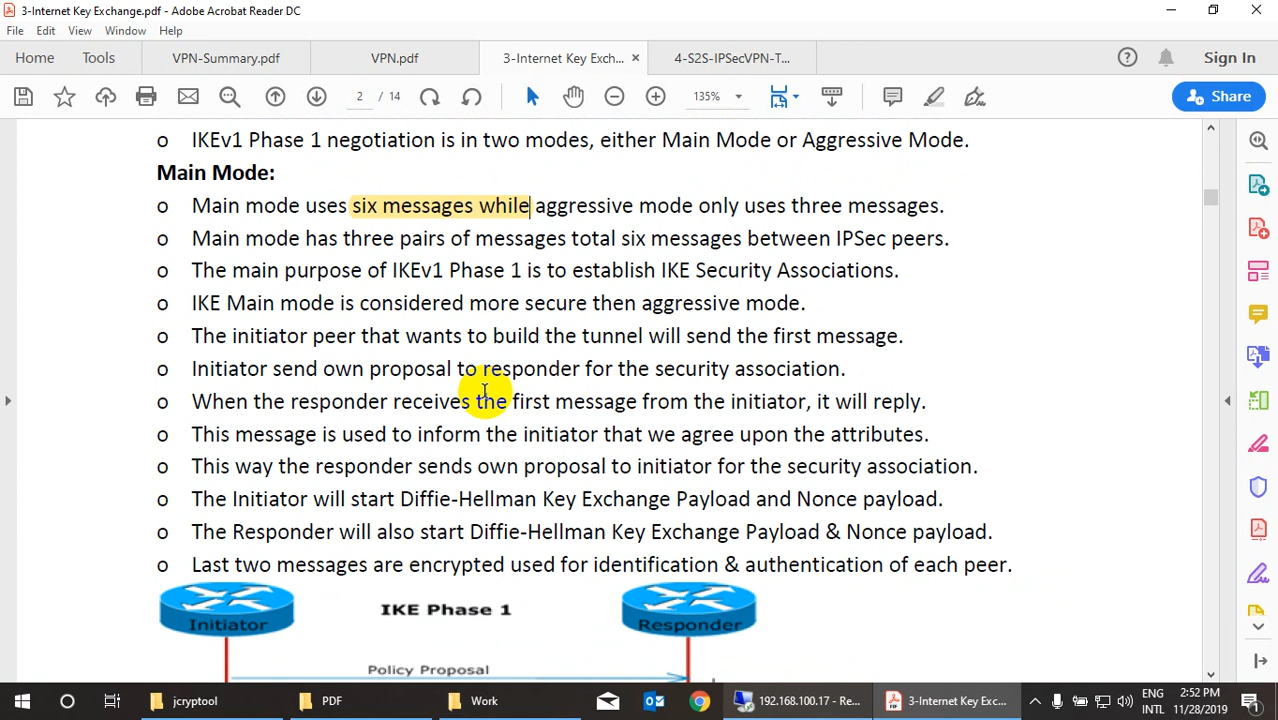 3-Internet Key Exchange.pdf - Adobe Acrobat Reader DC
File Edit View Window Help
Home Tools VPN-Summary.pdf VPN.pdf 3-Internet Key Exch... × 4-S2S-IPSecVPN-T... Sign In
2 / 14 135% Share
o IKEv1 Phase 1 negotiation is in two modes, either Main Mode or Aggressive Mode.
Main Mode:
o Main mode uses six messages while aggressive mode only uses three messages.
o Main mode has three pairs of messages total six messages between IPSec peers.
o The main purpose of IKEv1 Phase 1 is to establish IKE Security Associations.
o IKE Main mode is considered more secure then aggressive mode.
o The initiator peer that wants to build the tunnel will send the first message.
o Initiator send own proposal to responder for the security association.
o When the responder receives the first message from the initiator, it will reply.
o This message is used to inform the initiator that we agree upon the attributes.
o This way the responder sends own proposal to initiator for the security association.
o The Initiator will start Diffie-Hellman Key Exchange Payload and Nonce payload.
o The Responder will also start Diffie-Hellman Key Exchange Payload & Nonce payload.
o Last two messages are encrypted used for identification & authentication of each peer.
IKE Phase 1
Initiator Responder
Policy Proposal
jcryptool PDF Work 192.168.100.17 - Re... 3-Internet Key Exc... ENG 2:52 PM
INTL 11/28/2019